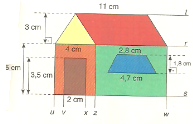 11 cm
t
3 cm
r
4 cm
2,8 cm
1,8 cm
5 cm
3,5 cm
4,7 cm
s
2 cm
u v x z w